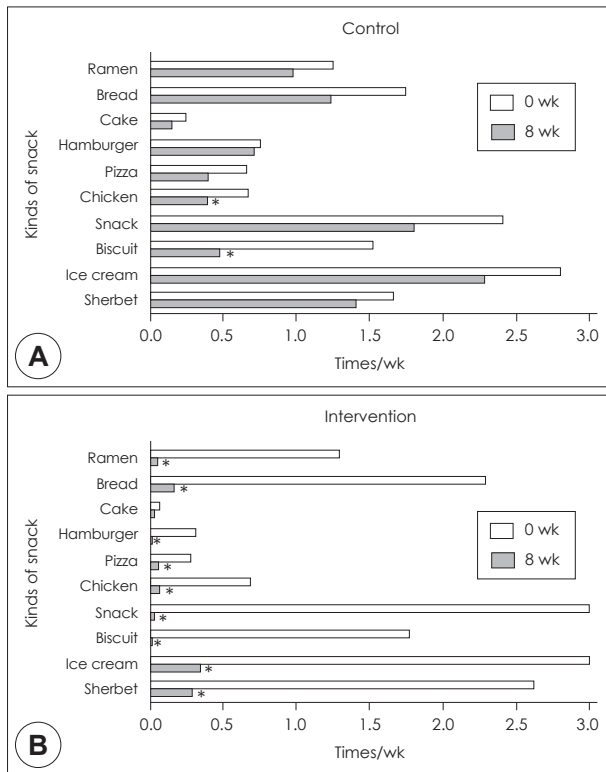 Control
Kinds of snack
Ramen
Bread
Cake
Hamburger
Pizza
Chicken
Snack
Biscuit
Ice cream
Sherbet
0 wk
8 wk
*
*
0.0 0.5 1.0 1.5 2.0 2.5 3.0
Times/wk
A
Intervention
Kinds of snack
Ramen
Bread
Cake
Hamburger
Pizza
Chicken
Snack
Biscuit
Ice cream
Sherbet
0 wk
8 wk
*
*
*
*
*
*
*
*
*
0.0 0.5 1.0 1.5 2.0 2.5 3.0
Times/wk
B